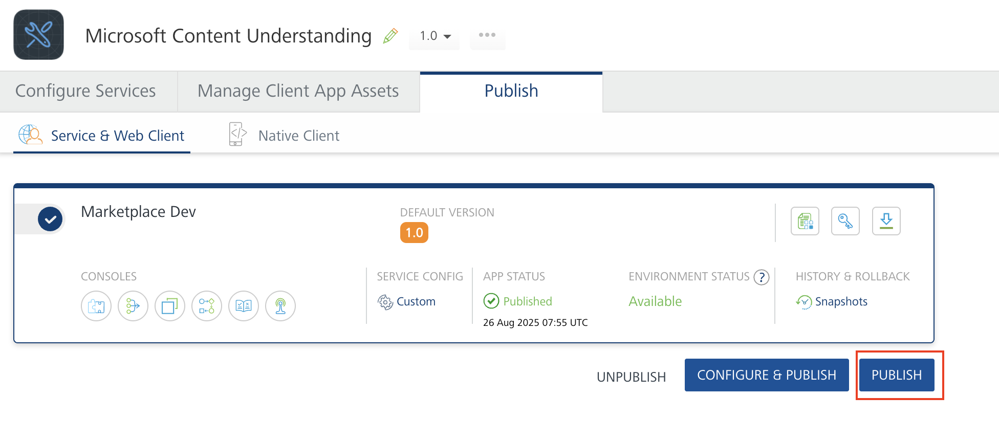 Microsoft Content Understanding 1.0
Configure Services Manage Client App Assets Publish
Service & Web Client Native Client
Marketplace Dev
DEFAULT VERSION
1.0
CONSOLES
SERVICE CONFIG
Custom
APP STATUS
Published
26 Aug 2025 07:55 UTC
ENVIRONMENT STATUS ?
Available
HISTORY & ROLLBACK
Snapshots
UNPUBLISH CONFIGURE & PUBLISH PUBLISH